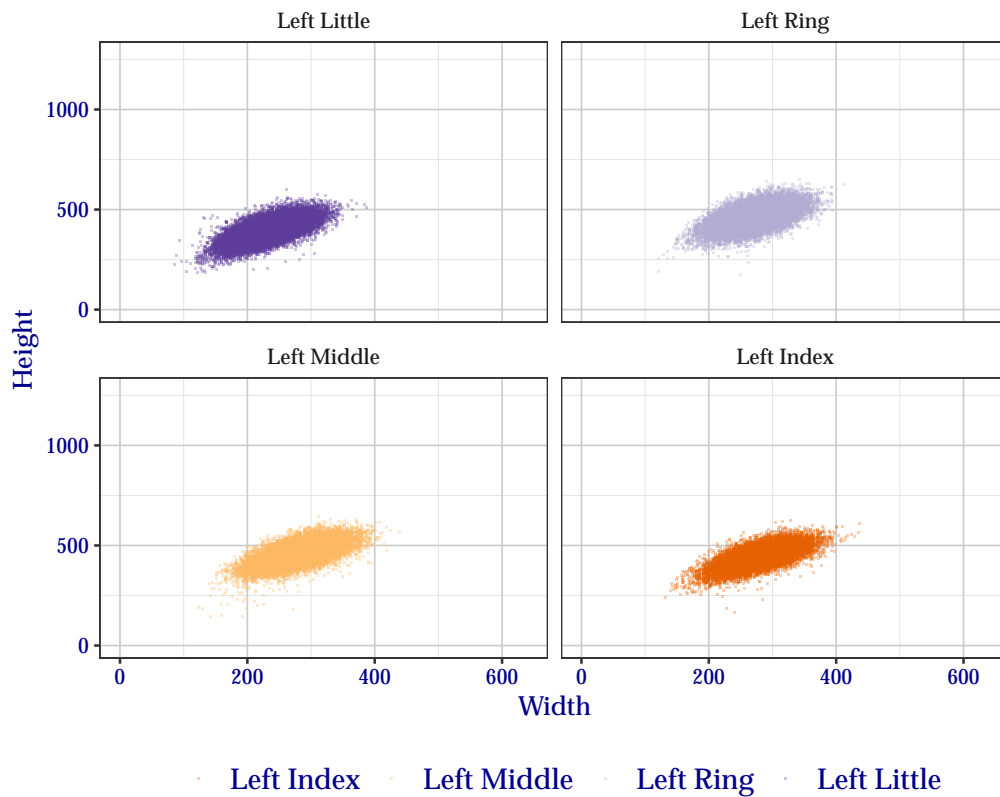 Left Little
Left Ring
1000
500
0
Height
Left Middle
Left Index
1000
500
0
0 200 400 600
0 200 400 600
Width
Left Index Left Middle Left Ring Left Little